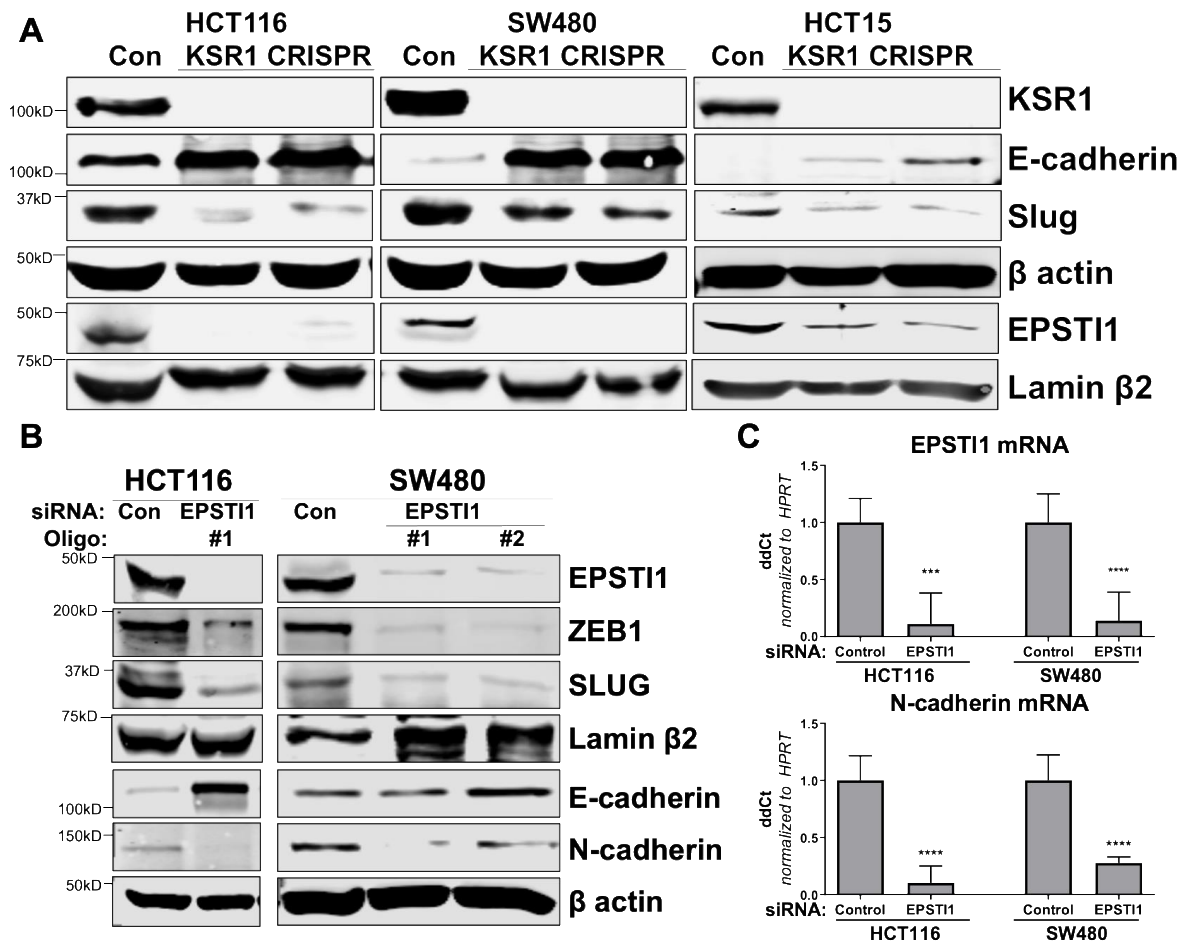 A
HCT116 SW480 HCT15
Con KSR1 CRISPR Con KSR1 CRISPR Con KSR1 CRISPR
100kD KSR1
100kD E-cadherin
37kD Slug
50kD β actin
50kD EPSTI1
75kD Lamin β2
B
HCT116 SW480
siRNA: Con EPSTI1 Con EPSTI1
Oligo: #1 #1 #2
50kD EPSTI1
200kD ZEB1
37kD SLUG
75kD Lamin β2
100kD E-cadherin
150kD N-cadherin
50kD β actin
C
EPSTI1 mRNA
ddCt
normalized to HPRT
1.5
1.0
0.5
0.0
*** ****
siRNA: Control EPSTI1 Control EPSTI1
HCT116 SW480
N-cadherin mRNA
ddCt
normalized to HPRT
1.5
1.0
0.5
0.0
**** ****
siRNA: Control EPSTI1 Control EPSTI1
HCT116 SW480